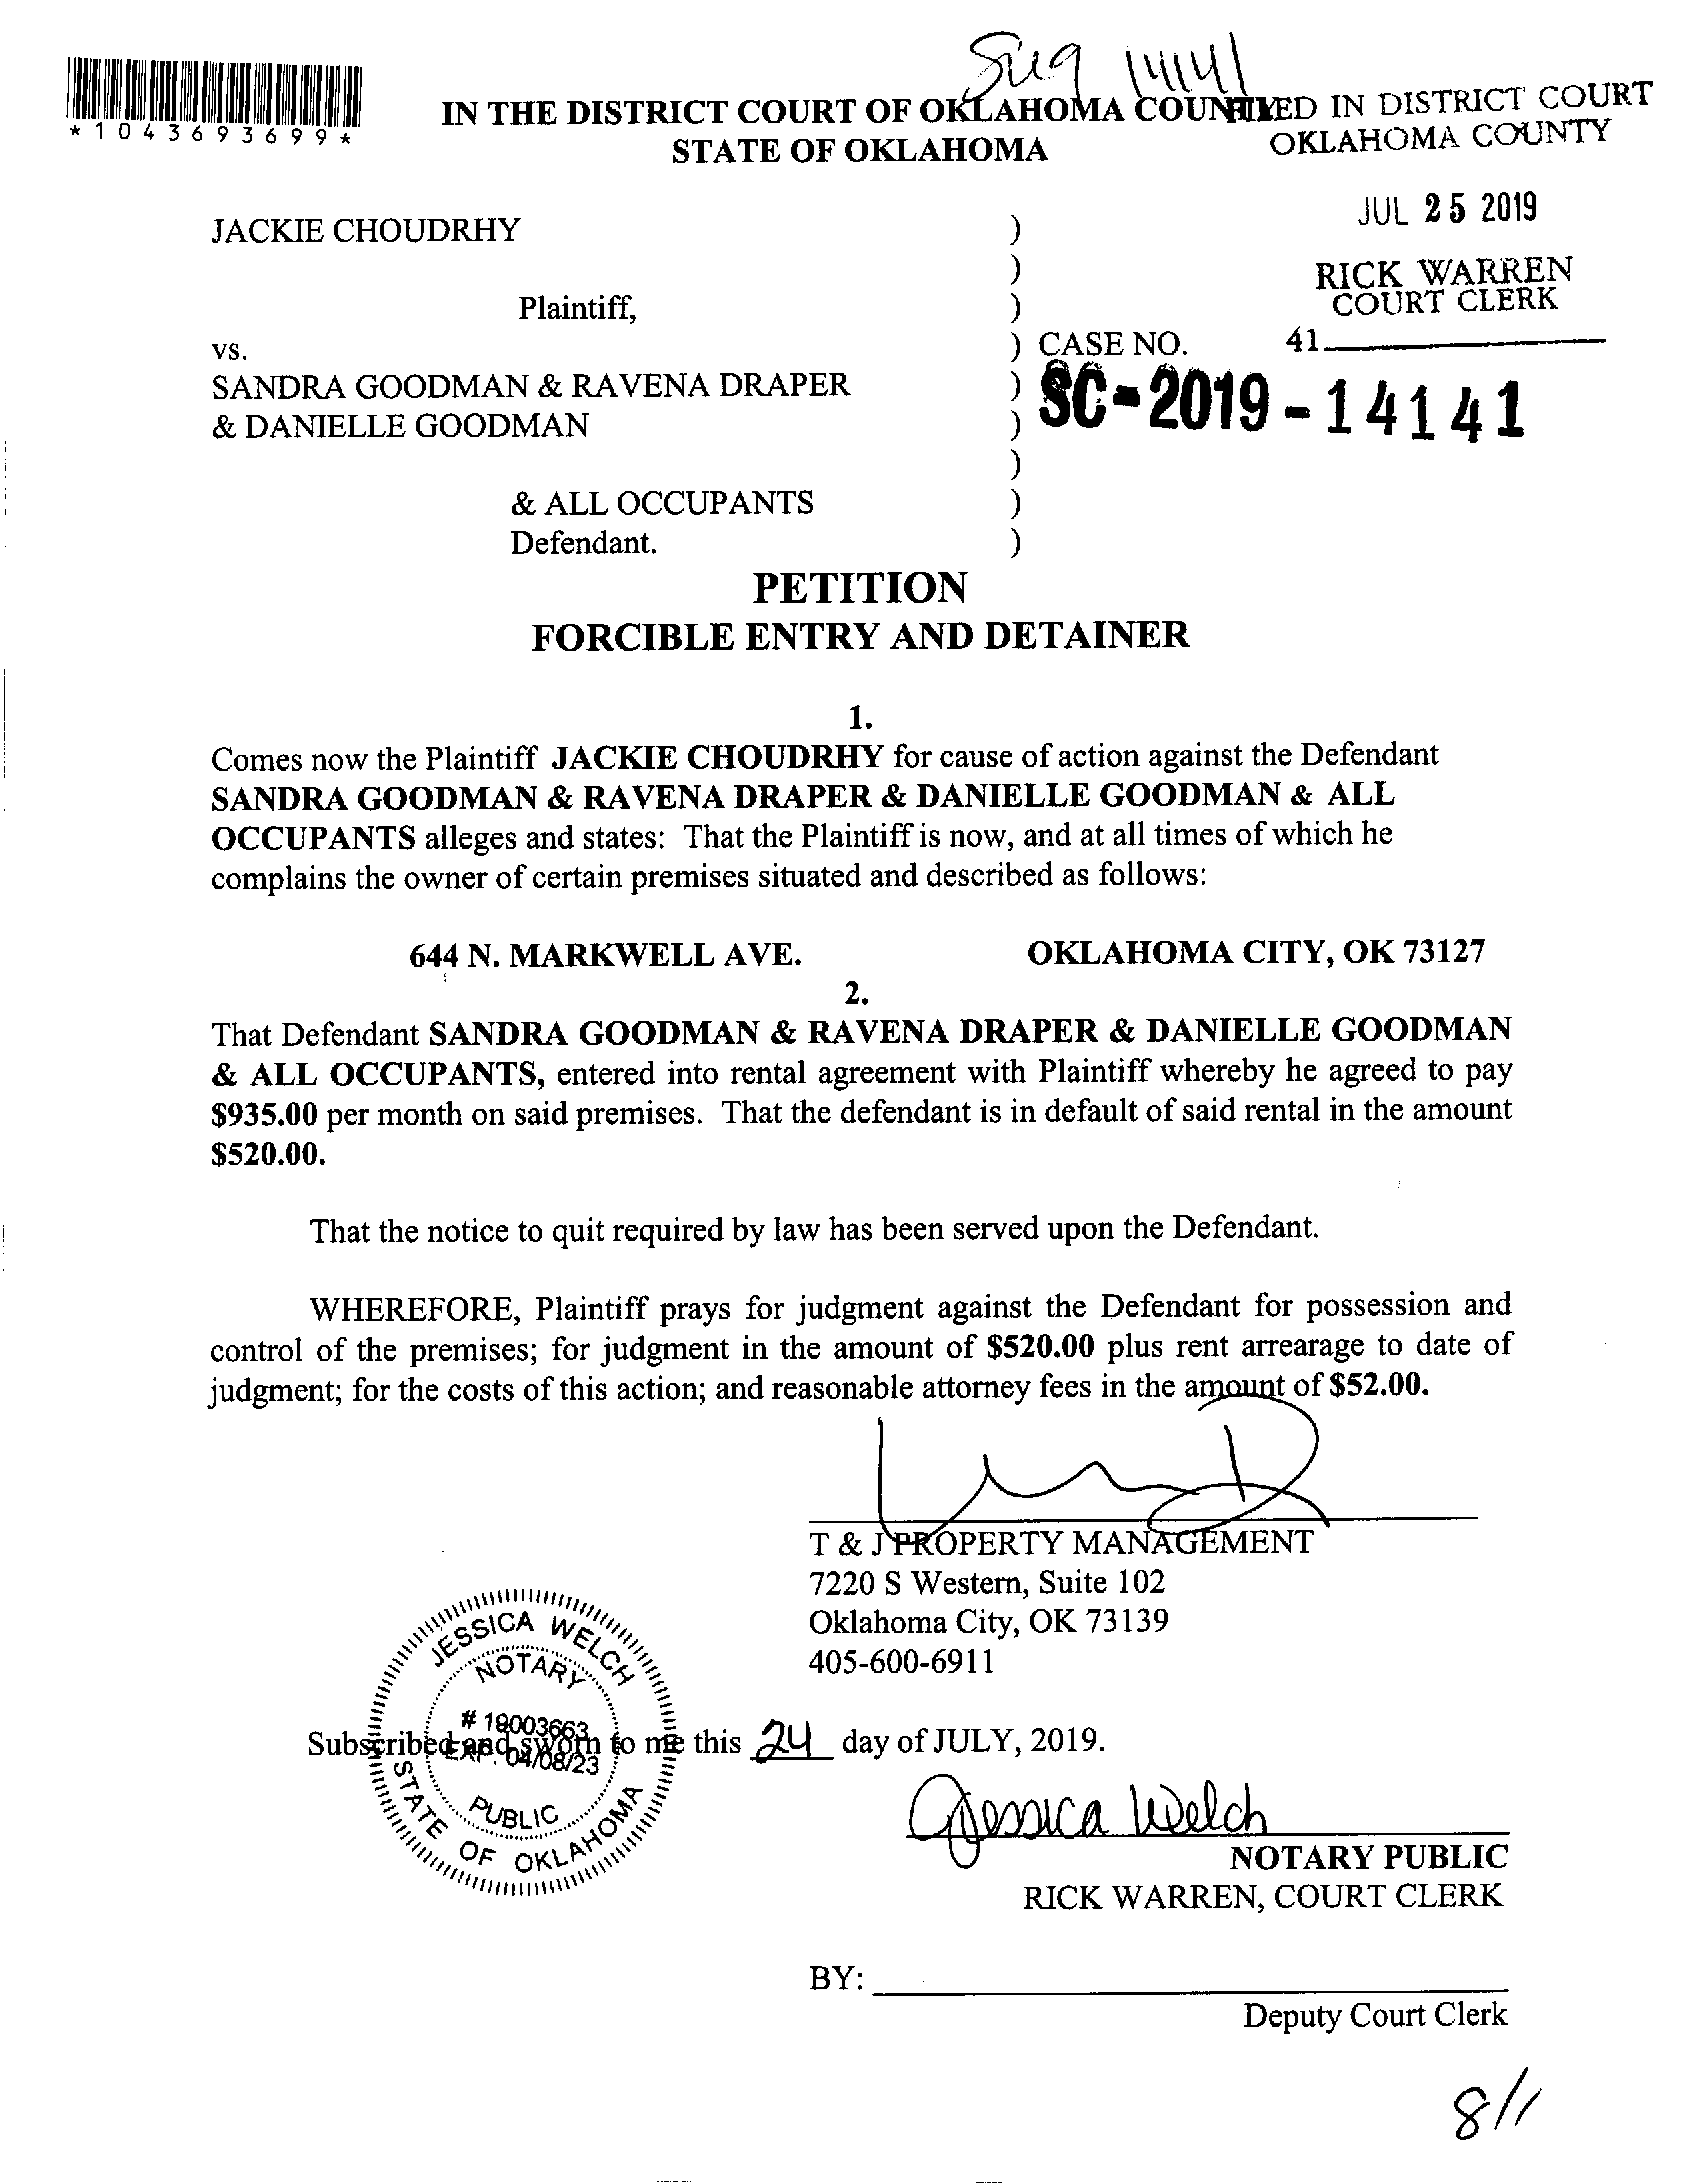 14141
IN THE DISTRICT COURT OF OKLAHOMA COUNTY
STATE OF OKLAHOMA
FILED IN DISTRICT COURT
OKLAHOMA COUNTY
*1043693699*
JUL 25 2019
RICK WARREN
COURT CLERK
41
JACKIE CHOUDRHY )
)
Plaintiff, )
vs. ) CASE NO.
SANDRA GOODMAN & RAVENA DRAPER ) SC-2019-14141
& DANIELLE GOODMAN )
)
& ALL OCCUPANTS )
Defendant. )
PETITION
FORCIBLE ENTRY AND DETAINER
1.
Comes now the Plaintiff JACKIE CHOUDRHY for cause of action against the Defendant
SANDRA GOODMAN & RAVENA DRAPER & DANIELLE GOODMAN & ALL
OCCUPANTS alleges and states: That the Plaintiff is now, and at all times of which he
complains the owner of certain premises situated and described as follows:
644 N. MARKWELL AVE. OKLAHOMA CITY, OK 73127
2.
That Defendant SANDRA GOODMAN & RAVENA DRAPER & DANIELLE GOODMAN
& ALL OCCUPANTS, entered into rental agreement with Plaintiff whereby he agreed to pay
$935.00 per month on said premises. That the defendant is in default of said rental in the amount
$520.00.
That the notice to quit required by law has been served upon the Defendant.
WHEREFORE, Plaintiff prays for judgment against the Defendant for possession and
control of the premises; for judgment in the amount of $520.00 plus rent arrearage to date of
judgment; for the costs of this action; and reasonable attorney fees in the amount of $52.00.
T & J PROPERTY MANAGEMENT
7220 S Western, Suite 102
Oklahoma City, OK 73139
405-600-6911
JESSICA WELCH
NOTARY
# 19003663
EXP. 04/08/23
PUBLIC
STATE OF OKLAHOMA
Subscribed and sworn to me this 24 day of JULY, 2019.
Jessica Welch
NOTARY PUBLIC
RICK WARREN, COURT CLERK
BY:
Deputy Court Clerk
8/1